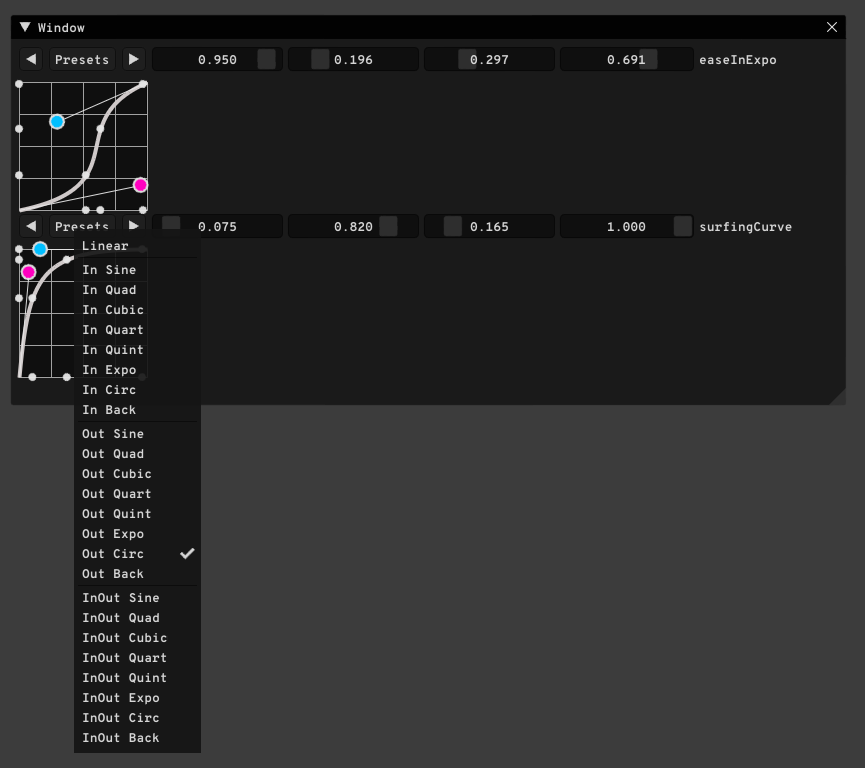 Window
Presets 0.950 0.196 0.297 0.691 easeInExpo
Presets 0.075 0.820 0.165 1.000 surfingCurve
Linear
In Sine
In Quad
In Cubic
In Quart
In Quint
In Expo
In Circ
In Back
Out Sine
Out Quad
Out Cubic
Out Quart
Out Quint
Out Expo
Out Circ
Out Back
InOut Sine
InOut Quad
InOut Cubic
InOut Quart
InOut Quint
InOut Expo
InOut Circ
InOut Back